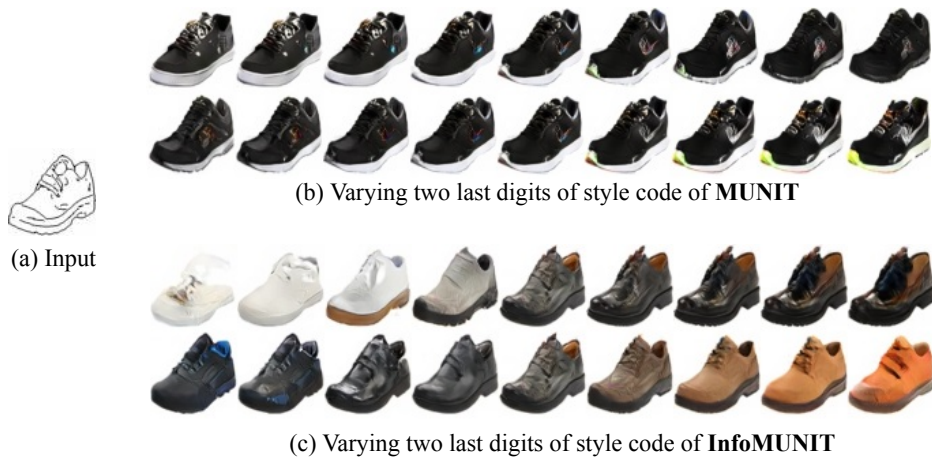 (b) Varying two last digits of style code of MUNIT
(a) Input
(c) Varying two last digits of style code of InfoMUNIT